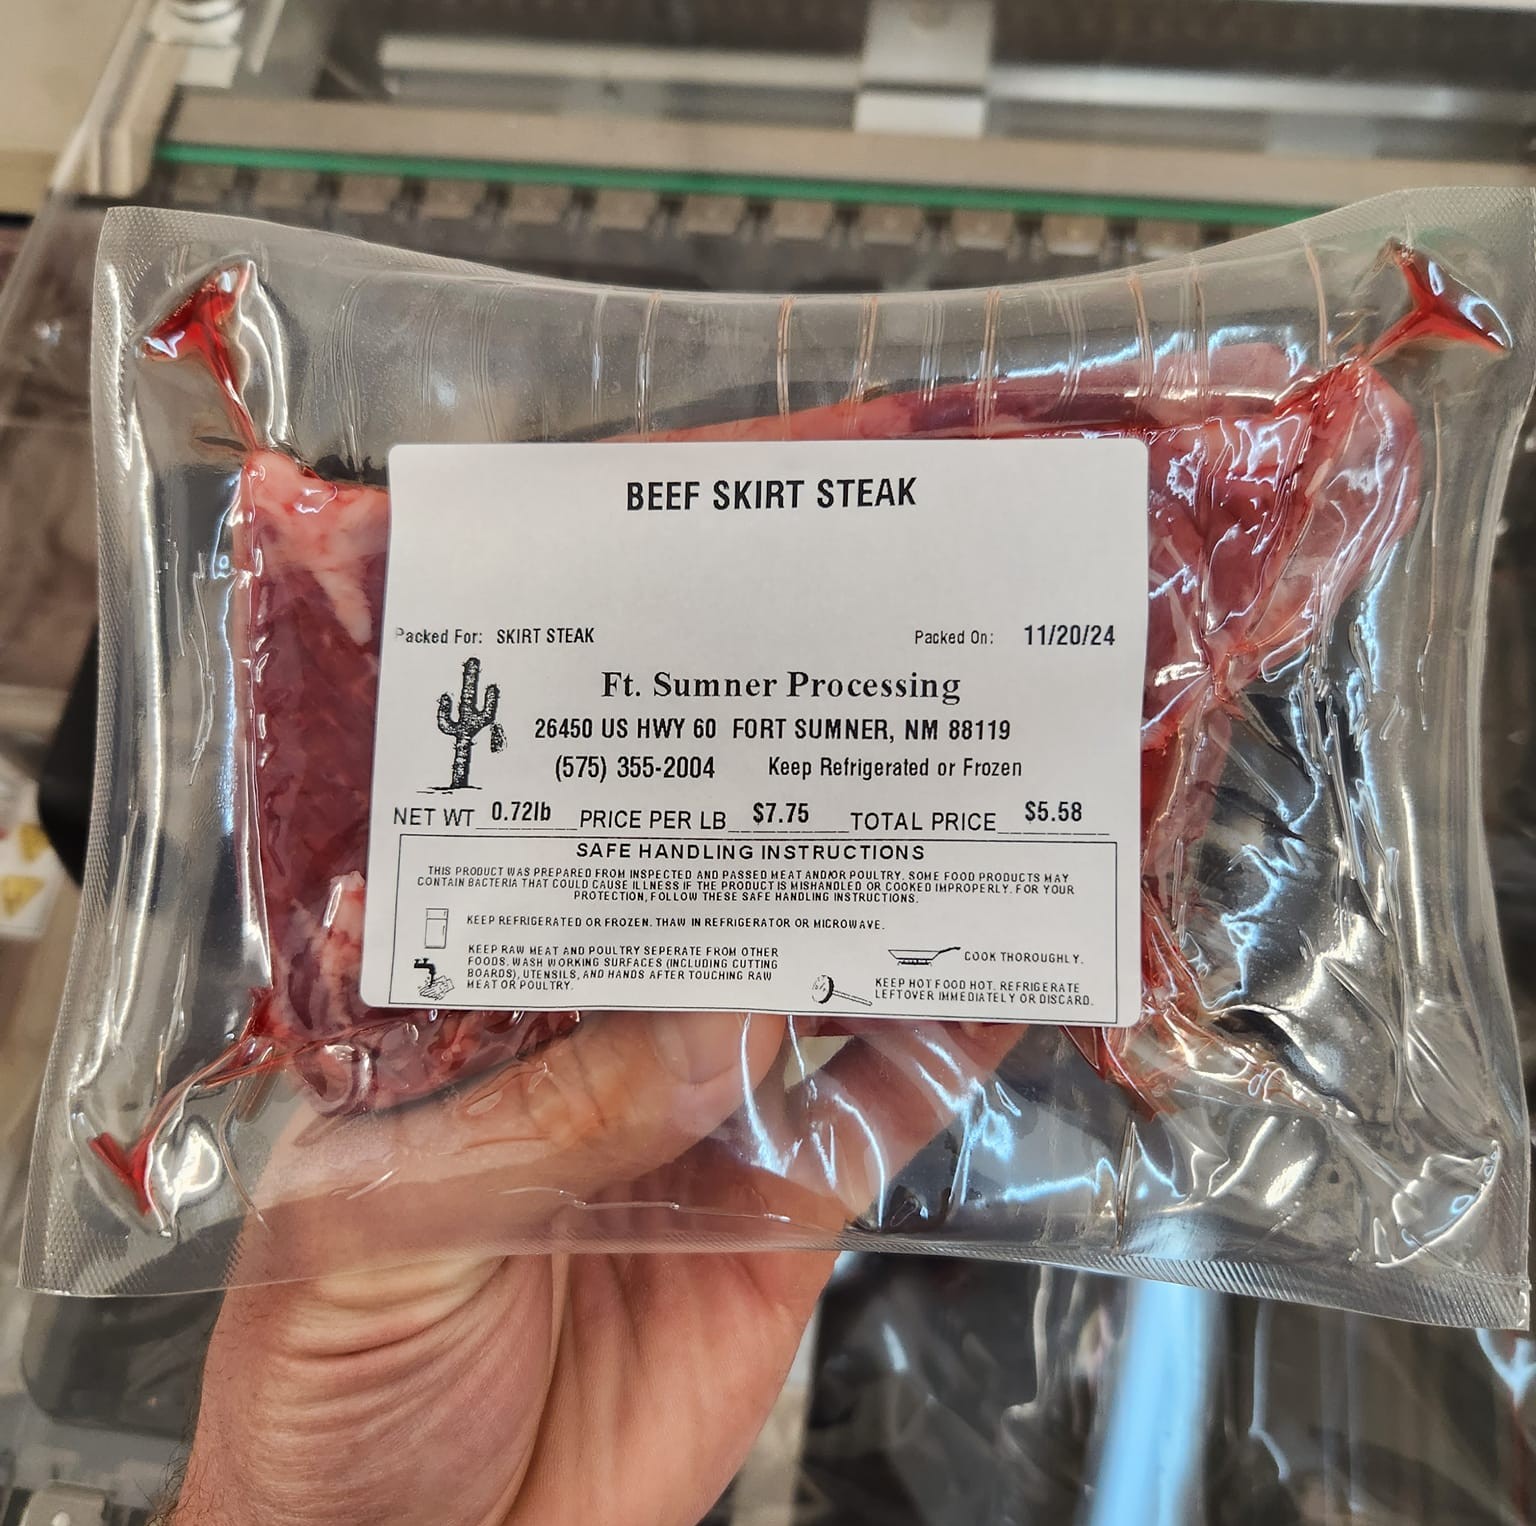 BEEF SKIRT STEAK
Packed For: SKIRT STEAK Packed On: 11/20/24
Ft. Sumner Processing
26450 US HWY 60 FORT SUMNER, NM 88119
(575) 355-2004 Keep Refrigerated or Frozen
NET WT 0.72lb PRICE PER LB $7.75 TOTAL PRICE $5.58
SAFE HANDLING INSTRUCTIONS
THIS PRODUCT WAS PREPARED FROM INSPECTED AND PASSED MEAT AND/OR POULTRY. SOME FOOD PRODUCTS MAY
CONTAIN BACTERIA THAT COULD CAUSE ILLNESS IF THE PRODUCT IS MISHANDLED OR COOKED IMPROPERLY. FOR YOUR
PROTECTION, FOLLOW THESE SAFE HANDLING INSTRUCTIONS.
KEEP REFRIGERATED OR FROZEN. THAW IN REFRIGERATOR OR MICROWAVE.
KEEP RAW MEAT AND POULTRY SEPERATE FROM OTHER
FOODS. WASH WORKING SURFACES (INCLUDING CUTTING
BOARDS), UTENSILS, AND HANDS AFTER TOUCHING RAW
MEAT OR POULTRY.
COOK THOROUGHLY.
KEEP HOT FOOD HOT. REFRIGERATE
LEFTOVER IMMEDIATELY OR DISCARD.